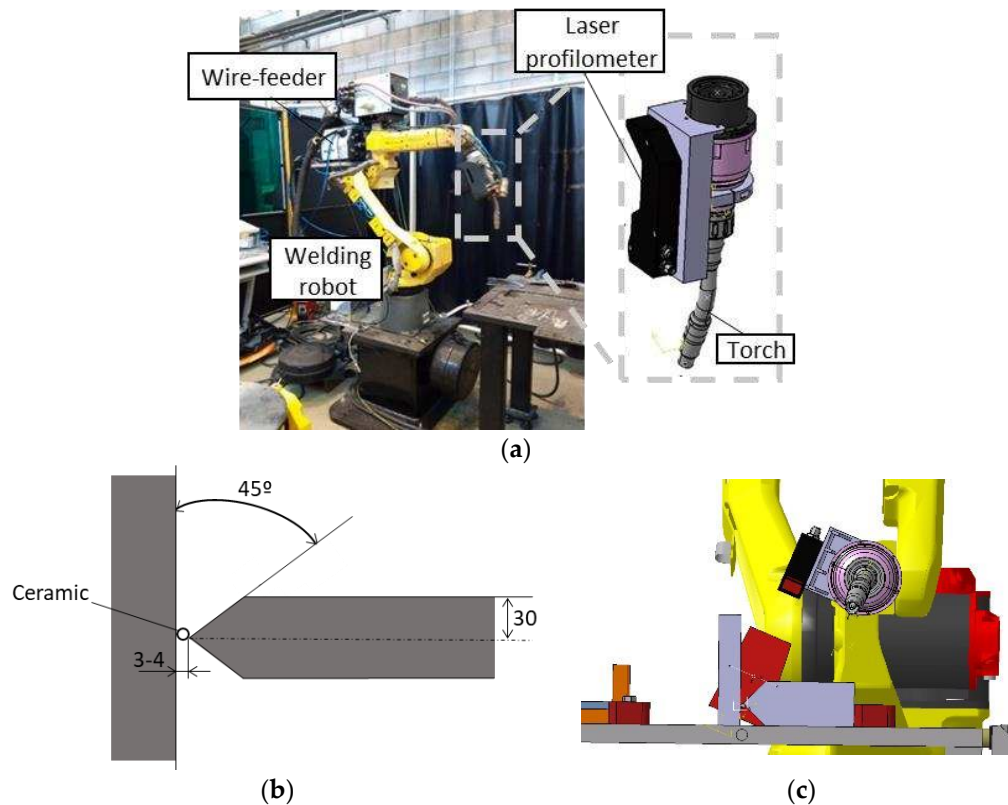 Laser
profilometer
Wire-feeder
Welding
robot
Torch
(a)
45º
Ceramic
30
3-4
(b)
(c)